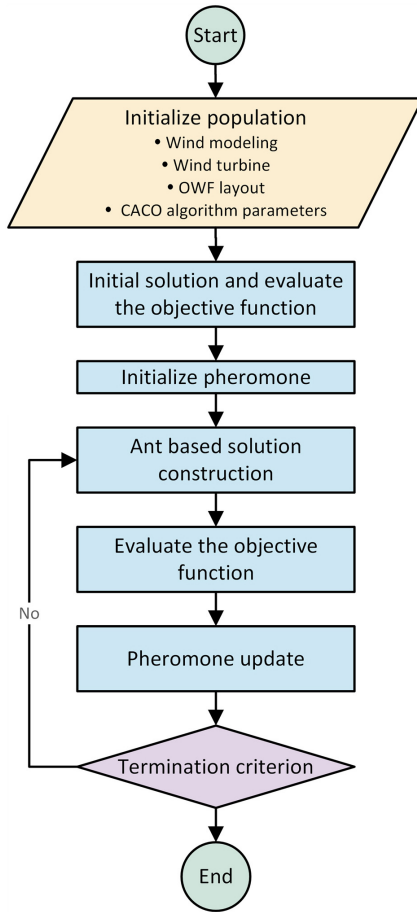 Start
Initialize population
• Wind modeling
• Wind turbine
• OWF layout
• CACO algorithm parameters
Initial solution and evaluate
the objective function
Initialize pheromone
Ant based solution
construction
Evaluate the objective
function
No
Pheromone update
Termination criterion
End